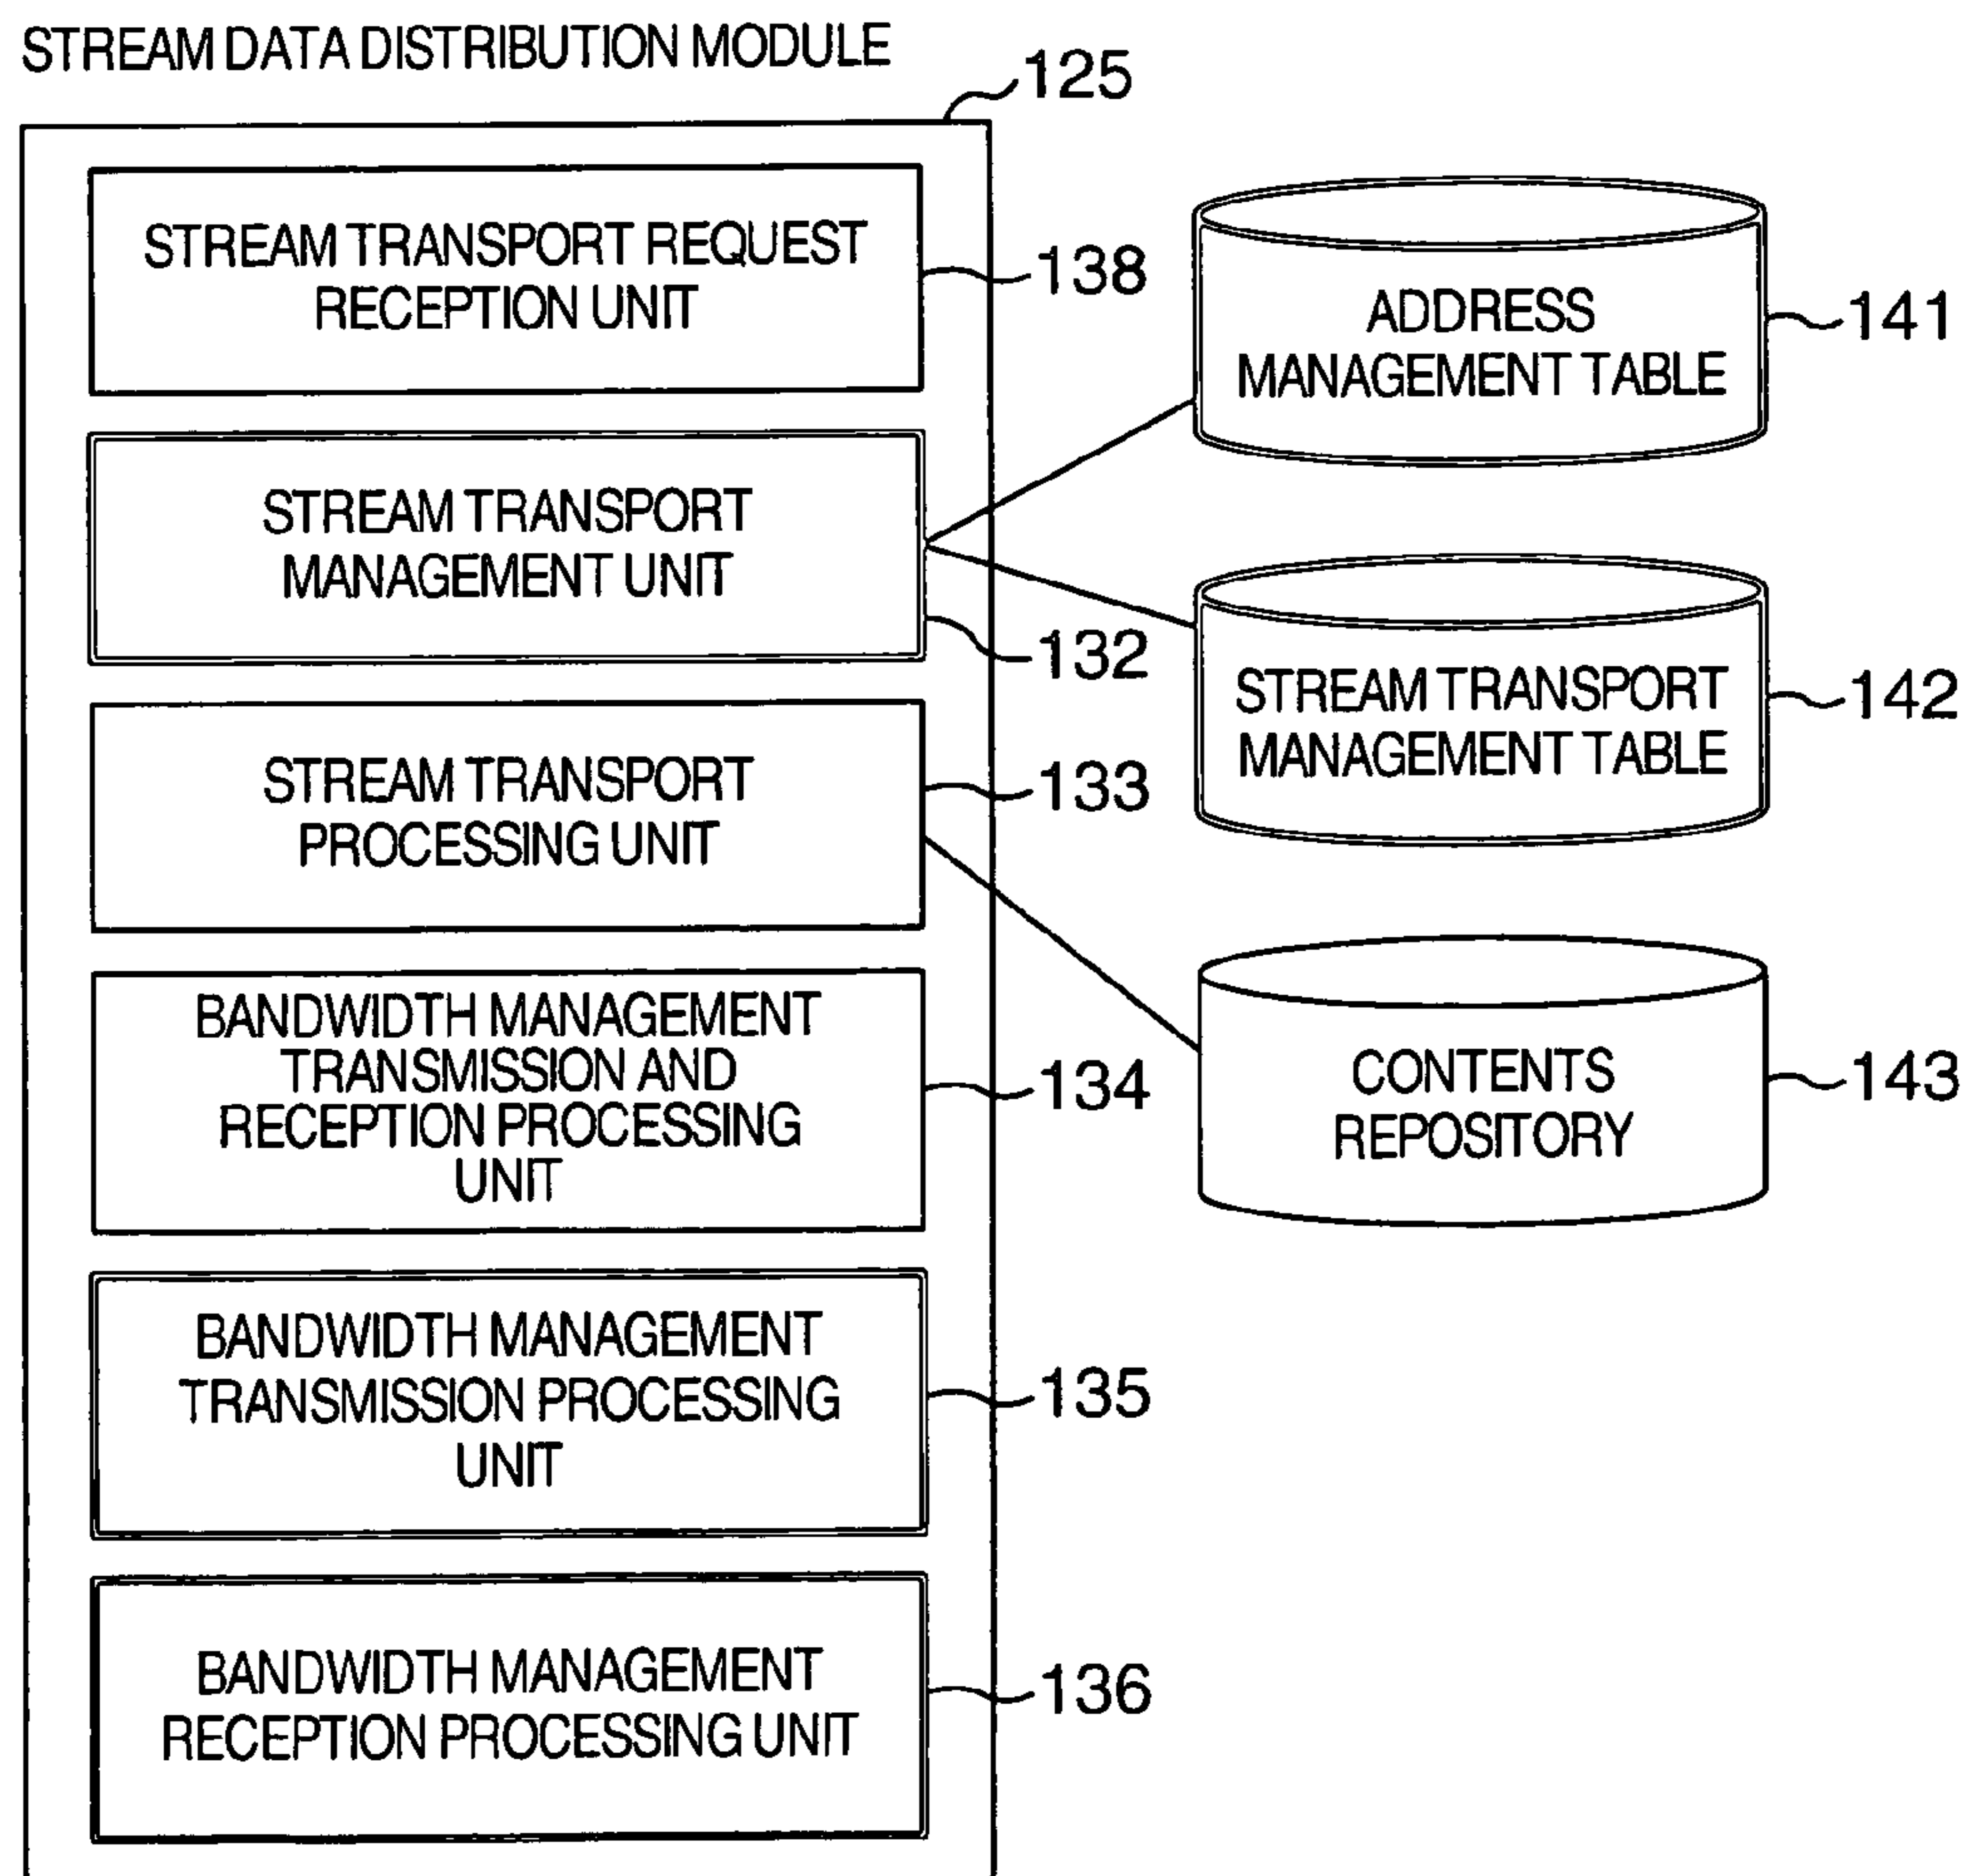 STREAM DATA DISTRIBUTION MODULE
125
STREAM TRANSPORT REQUEST
RECEPTION UNIT
138
STREAM TRANSPORT
MANAGEMENT UNIT
132
STREAM TRANSPORT
PROCESSING UNIT
133
BANDWIDTH MANAGEMENT
TRANSMISSION AND
RECEPTION PROCESSING
UNIT
134
BANDWIDTH MANAGEMENT
TRANSMISSION PROCESSING
UNIT
135
BANDWIDTH MANAGEMENT
RECEPTION PROCESSING UNIT
136
ADDRESS
MANAGEMENT TABLE
141
STREAM TRANSPORT
MANAGEMENT TABLE
142
CONTENTS
REPOSITORY
143